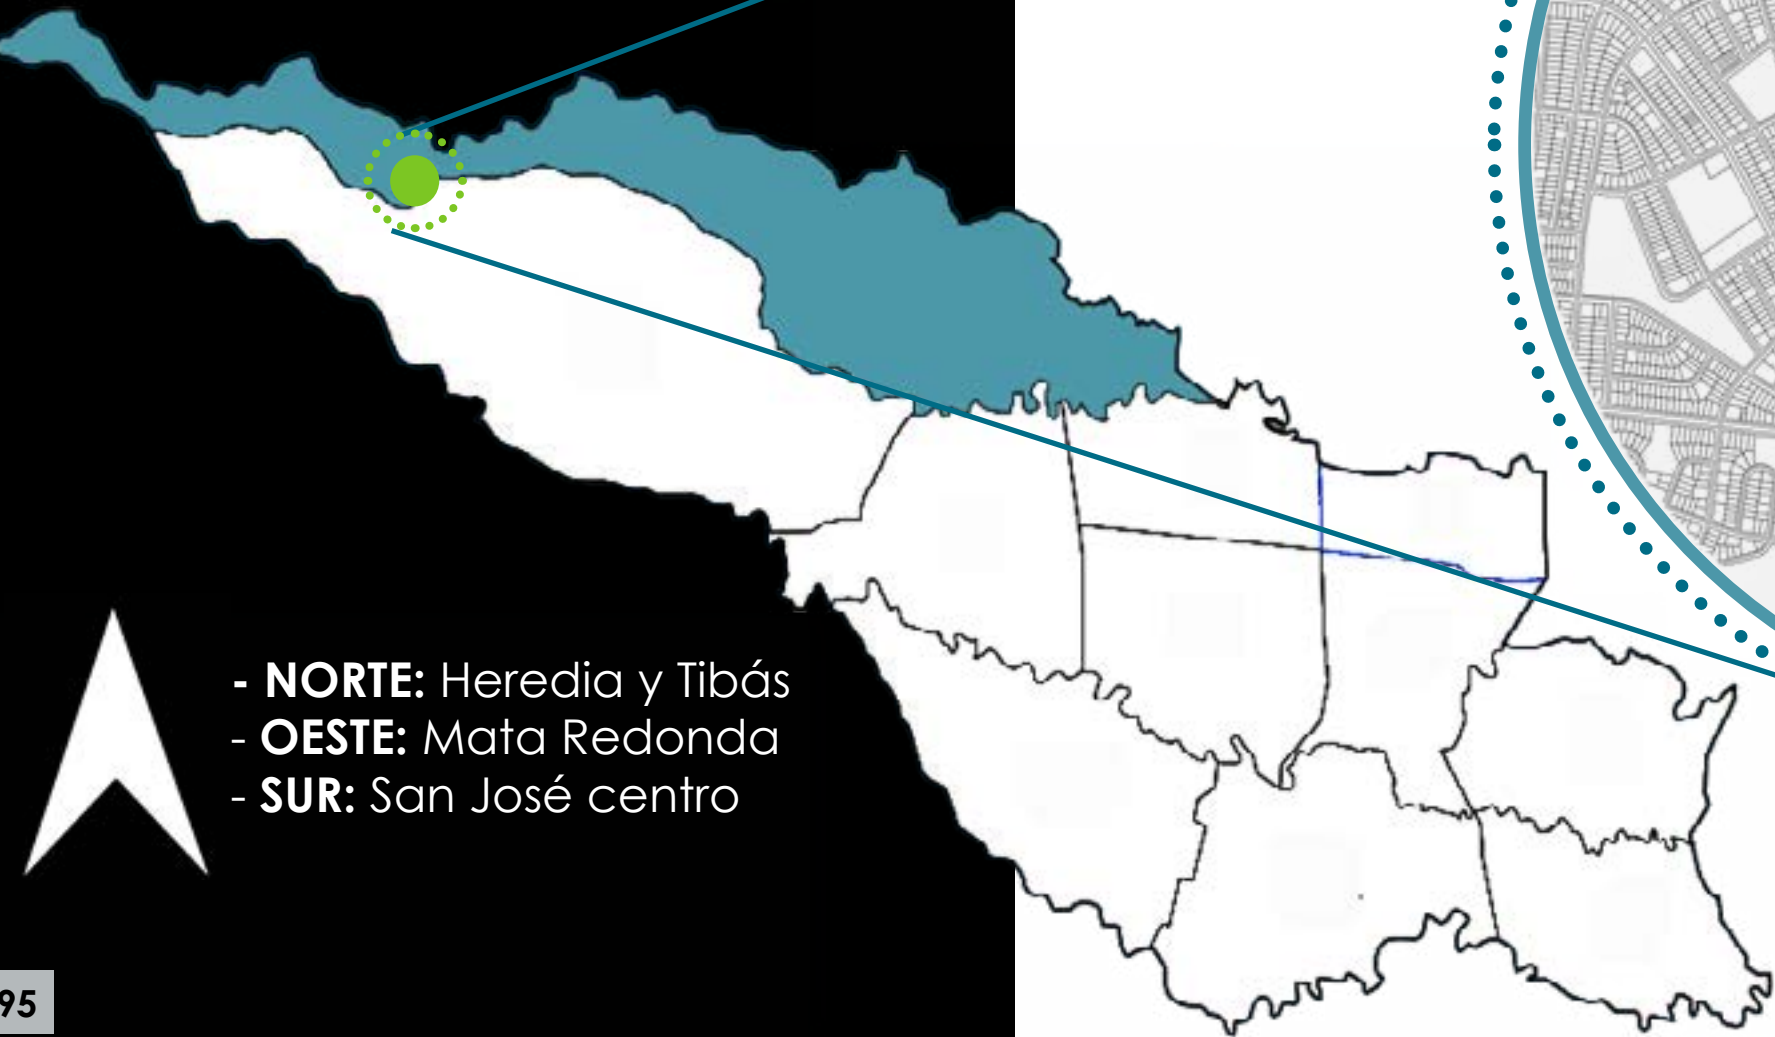 - NORTE: Heredia y Tibás
- OESTE: Mata Redonda
- SUR: San José centro
95